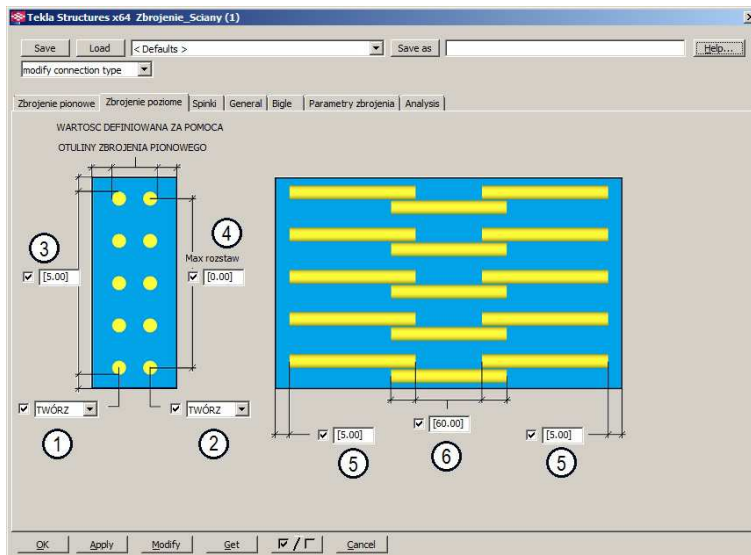 Tekla Structures x64 Zbrojenie_Sciany (1)
Save Load < Defaults > Save as Help...
modify connection type
Zbrojenie pionowe Zbrojenie poziome Spinki General Bigle Parametry zbrojenia Analysis
WARTOSC DEFINIOWANA ZA POMOCA
OTULINY ZBROJENIA PIONOWEGO
3 4
Max rozstaw
[5.00] [0.00]
TWÓRZ TWÓRZ
1 2
[60.00]
[5.00] [5.00]
5 6 5
OK Apply Modify Get / Cancel